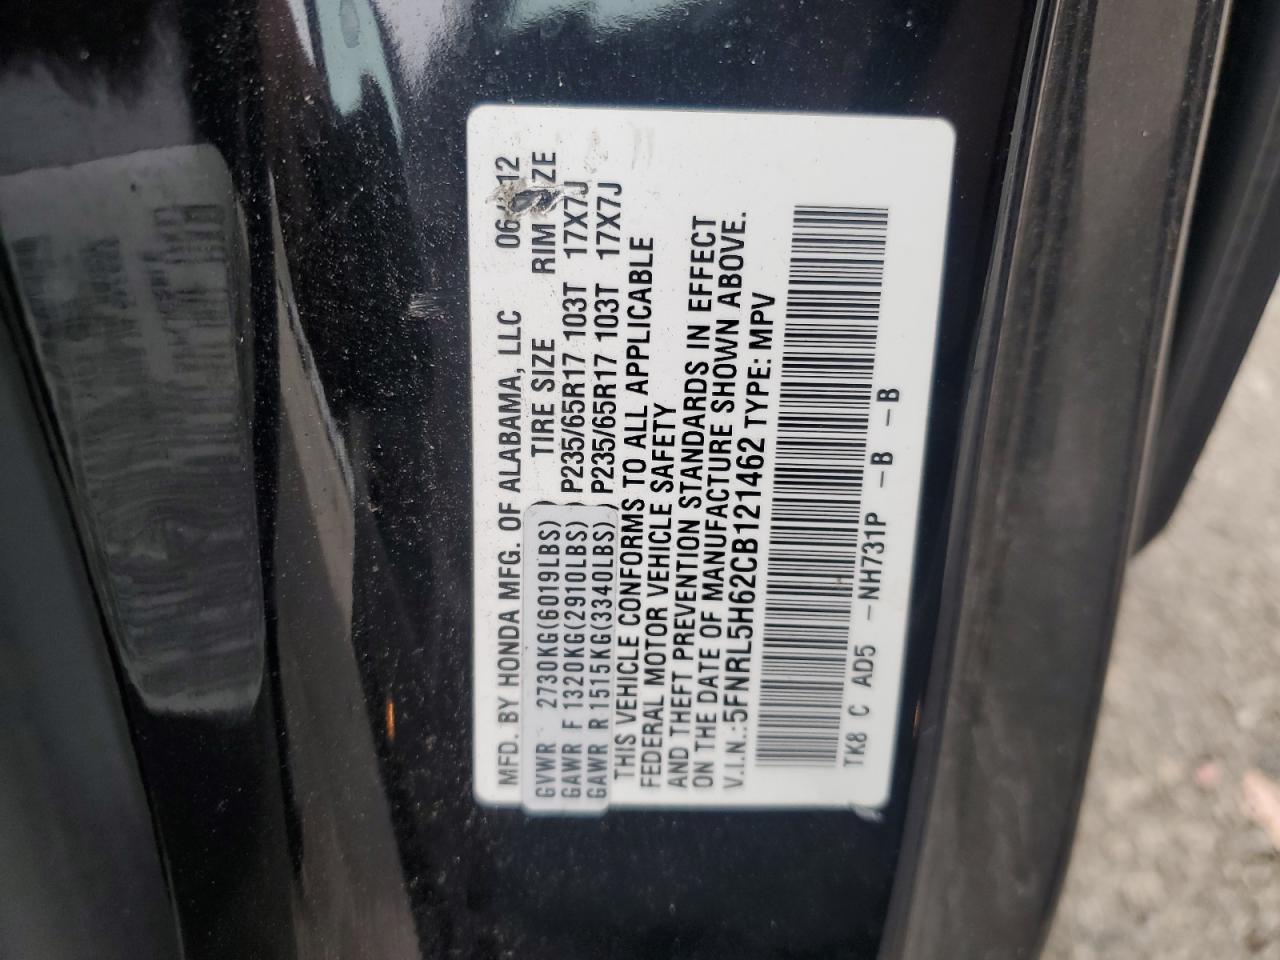 MFD. BY HONDA MFG. OF ALABAMA, LLC 06/12
TIRE SIZE RIM
GVWR 2730KG(6019LBS)
GAWR F 1320KG(2910LBS) P235/65R17 103T 17X7J
GAWR R 1515KG(3340LBS) P235/65R17 103T 17X7J
THIS VEHICLE CONFORMS TO ALL APPLICABLE
FEDERAL MOTOR VEHICLE SAFETY
AND THEFT PREVENTION STANDARDS IN EFFECT
ON THE DATE OF MANUFACTURE SHOWN ABOVE.
V.I.N.:5FNRL5H62CB121462 TYPE: MPV
TK8 C AD5 -NH731P -B -B